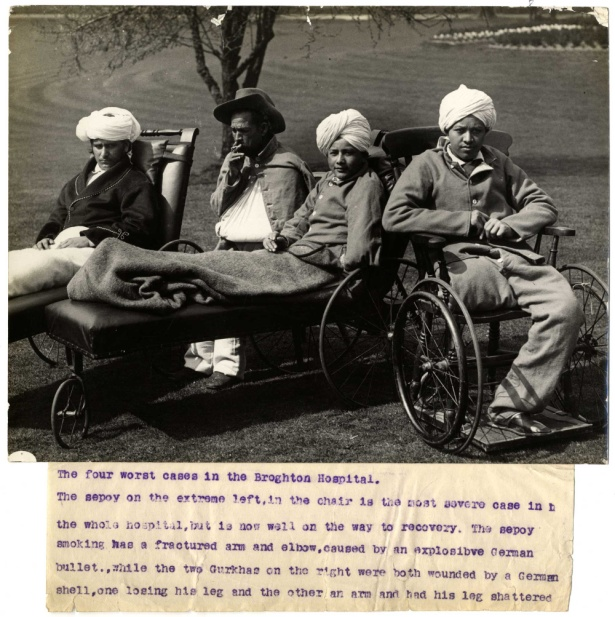 The four worst cases in the Broghton Hospital.
The sepoy on the extreme left,in the chair is the most severe case in h
the whole hospital,but is now well on the way to recovery. The sepoy
smoking has a fractured arm and elbow,caused by an explosibve German
bullet.,while the two Gurkhas on the right were both wounded by a German
shell,one losing his leg and the other an arm and had his leg shattered